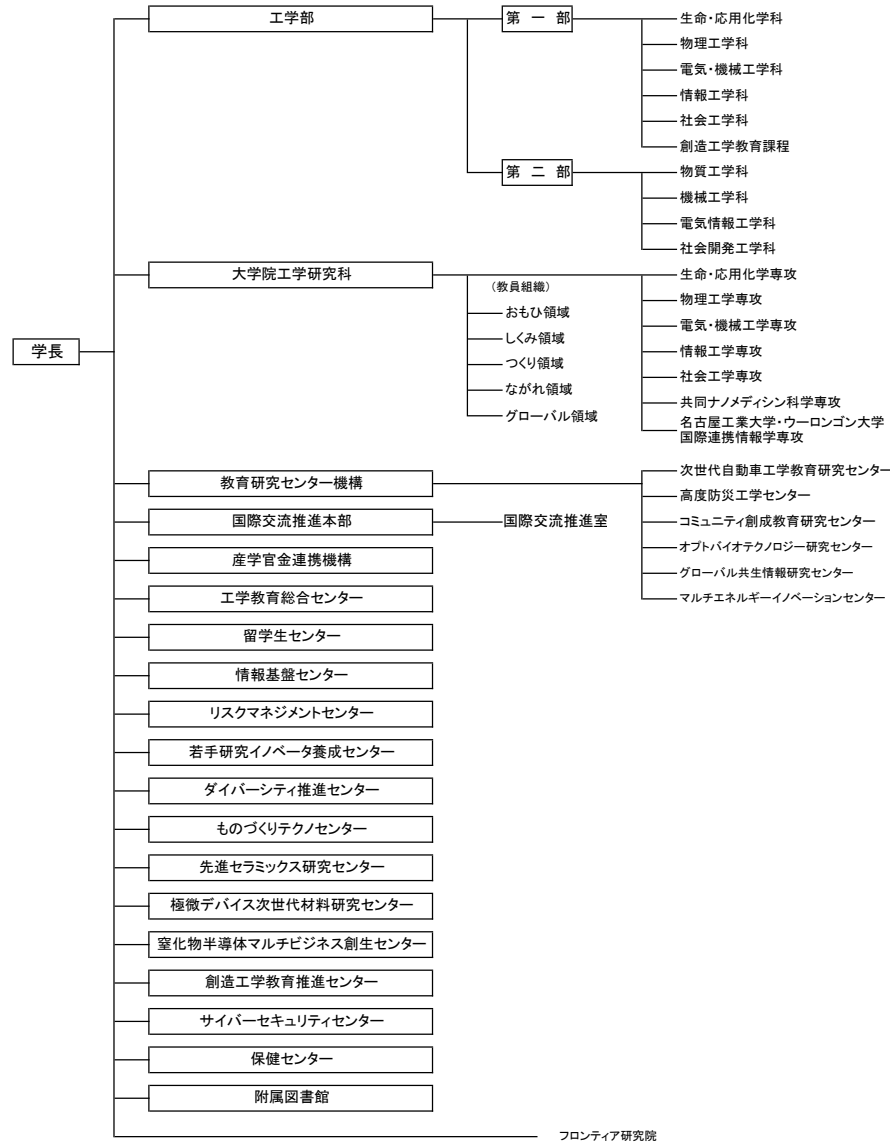 学長
工学部
第 一 部
生命・応用化学科
物理工学科
電気・機械工学科
情報工学科
社会工学科
創造工学教育課程
第 二 部
物質工学科
機械工学科
電気情報工学科
社会開発工学科
大学院工学研究科
(教員組織)
おもひ領域
しくみ領域
つくり領域
ながれ領域
グローバル領域
生命・応用化学専攻
物理工学専攻
電気・機械工学専攻
情報工学専攻
社会工学専攻
共同ナノメディシン科学専攻
名古屋工業大学・ウーロンゴン大学
国際連携情報学専攻
教育研究センター機構
次世代自動車工学教育研究センター
高度防災工学センター
コミュニティ創成教育研究センター
オプトバイオテクノロジー研究センター
グローバル共生情報研究センター
マルチエネルギーイノベーションセンター
国際交流推進本部
国際交流推進室
産学官金連携機構
工学教育総合センター
留学生センター
情報基盤センター
リスクマネジメントセンター
若手研究イノベータ養成センター
ダイバーシティ推進センター
ものづくりテクノセンター
先進セラミックス研究センター
極微デバイス次世代材料研究センター
窒化物半導体マルチビジネス創生センター
創造工学教育推進センター
サイバーセキュリティセンター
保健センター
附属図書館
フロンティア研究院